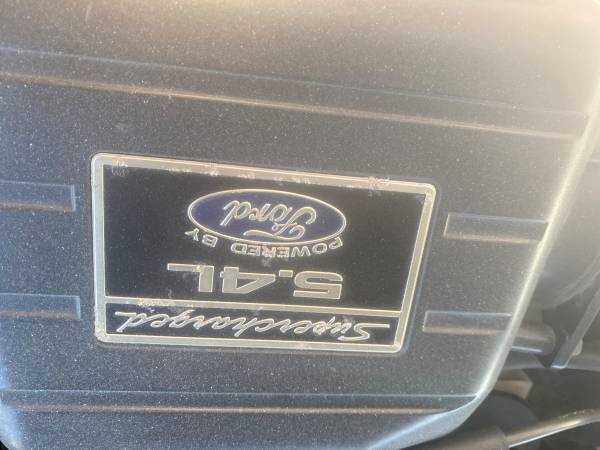 Ford
POWERED BY
5.4L
Supercharged